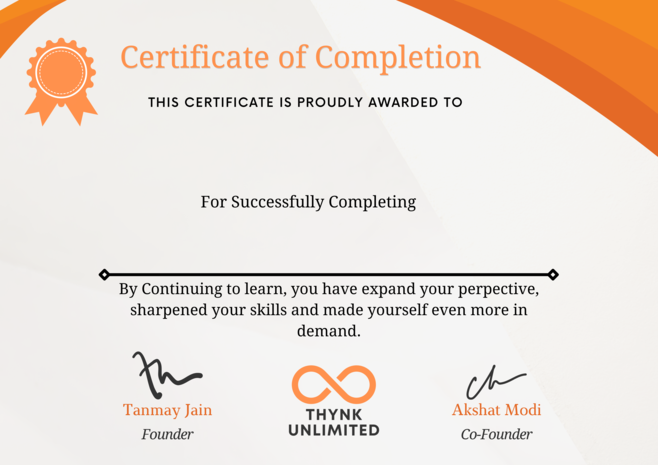 Certificate of Completion
THIS CERTIFICATE IS PROUDLY AWARDED TO
For Successfully Completing
By Continuing to learn, you have expand your perpective,
sharpened your skills and made yourself even more in
demand.
Tanmay Jain
Founder
THYNK
UNLIMITED
Akshat Modi
Co-Founder